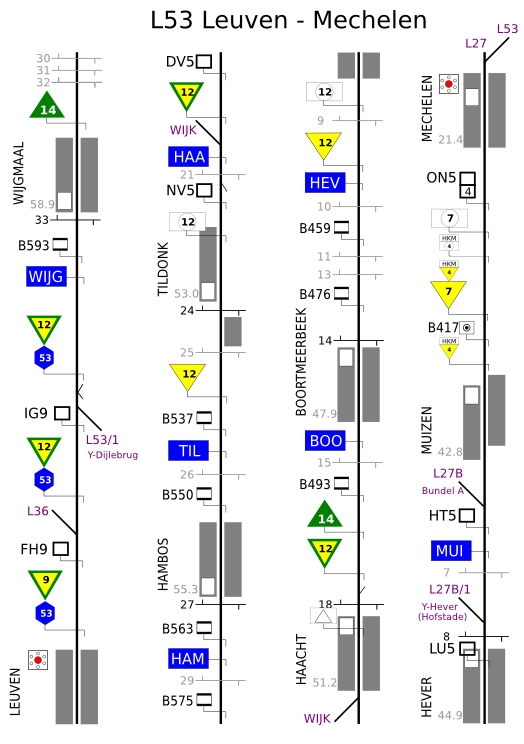 L53 Leuven - Mechelen
30
31
32
14
WIJGMAAL
58.9
33
B593
WIJG
12
53
IG9
L53/1
Y-Dijlebrug
12
53
L36
FH9
9
53
LEUVEN
DV5
12
WIJK
HAA
21
NV5
12
TILDONK
53.0
24
25
12
B537
TIL
26
B550
HAMBOS
55.3
27
B563
HAM
29
B575
12
9
12
HEV
10
B459
11
13
B476
BOORTMEERBEEK
14
47.9
BOO
15
B493
14
12
18
HAACHT
51.2
WIJK
L53
L27
MECHELEN
21.4
ON5
4
7
HKM
4
HKM
4
7
B417
HKM
4
MUIZEN
42.8
L27B
Bundel A
HT5
MUI
7
L27B/1
Y-Hever
(Hofstade)
8
LU5
HEVER
44.9